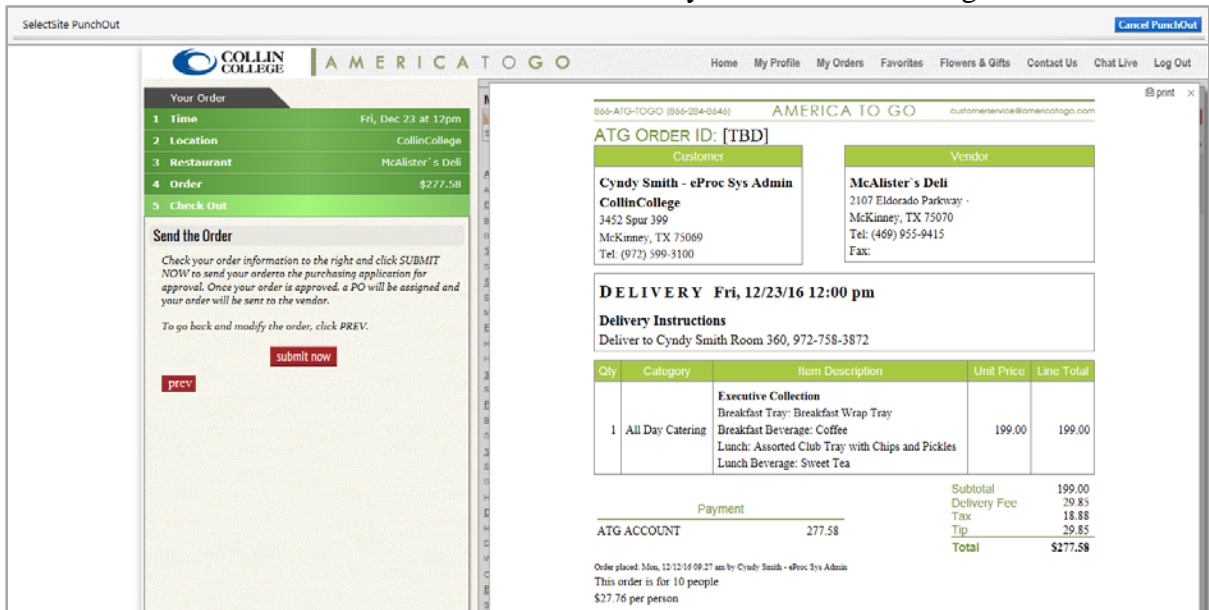 SelectSite PunchOut
Cancel PunchOut
COLLIN COLLEGE
AMERICA TO GO
Home My Profile My Orders Favorites Flowers & Gifts Contact Us Chat Live Log Out
Your Order
1 Time Fri, Dec 23 at 12pm
2 Location CollinCollege
3 Restaurant McAlister`s Deli
4 Order $277.58
5 Check Out
Send the Order
Check your order information to the right and click SUBMIT
NOW to send your orderto the purchasing application for
approval. Once your order is approved, a PO will be assigned and
your order will be sent to the vendor.
To go back and modify the order, click PREV.
submit now
prev
print ×
866-ATG-TOGO (866-284-8646) AMERICA TO GO customerservice@americatogo.com
ATG ORDER ID: [TBD]
Customer
Cyndy Smith - eProc Sys Admin
CollinCollege
3452 Spur 399
McKinney, TX 75069
Tel: (972) 599-3100
Vendor
McAlister`s Deli
2107 Eldorado Parkway ·
McKinney, TX 75070
Tel: (469) 955-9415
Fax:
DELIVERY Fri, 12/23/16 12:00 pm
Delivery Instructions
Deliver to Cyndy Smith Room 360, 972-758-3872
Qty Category Item Description Unit Price Line Total
1 All Day Catering Executive Collection 199.00 199.00
Breakfast Tray: Breakfast Wrap Tray
Breakfast Beverage: Coffee
Lunch: Assorted Club Tray with Chips and Pickles
Lunch Beverage: Sweet Tea
Subtotal 199.00
Delivery Fee 29.85
Tax 18.88
Tip 29.85
Total $277.58
Payment
ATG ACCOUNT 277.58
Order placed: Mon, 12/12/16 09:27 am by Cyndy Smith - eProc Sys Admin
This order is for 10 people
$27.76 per person